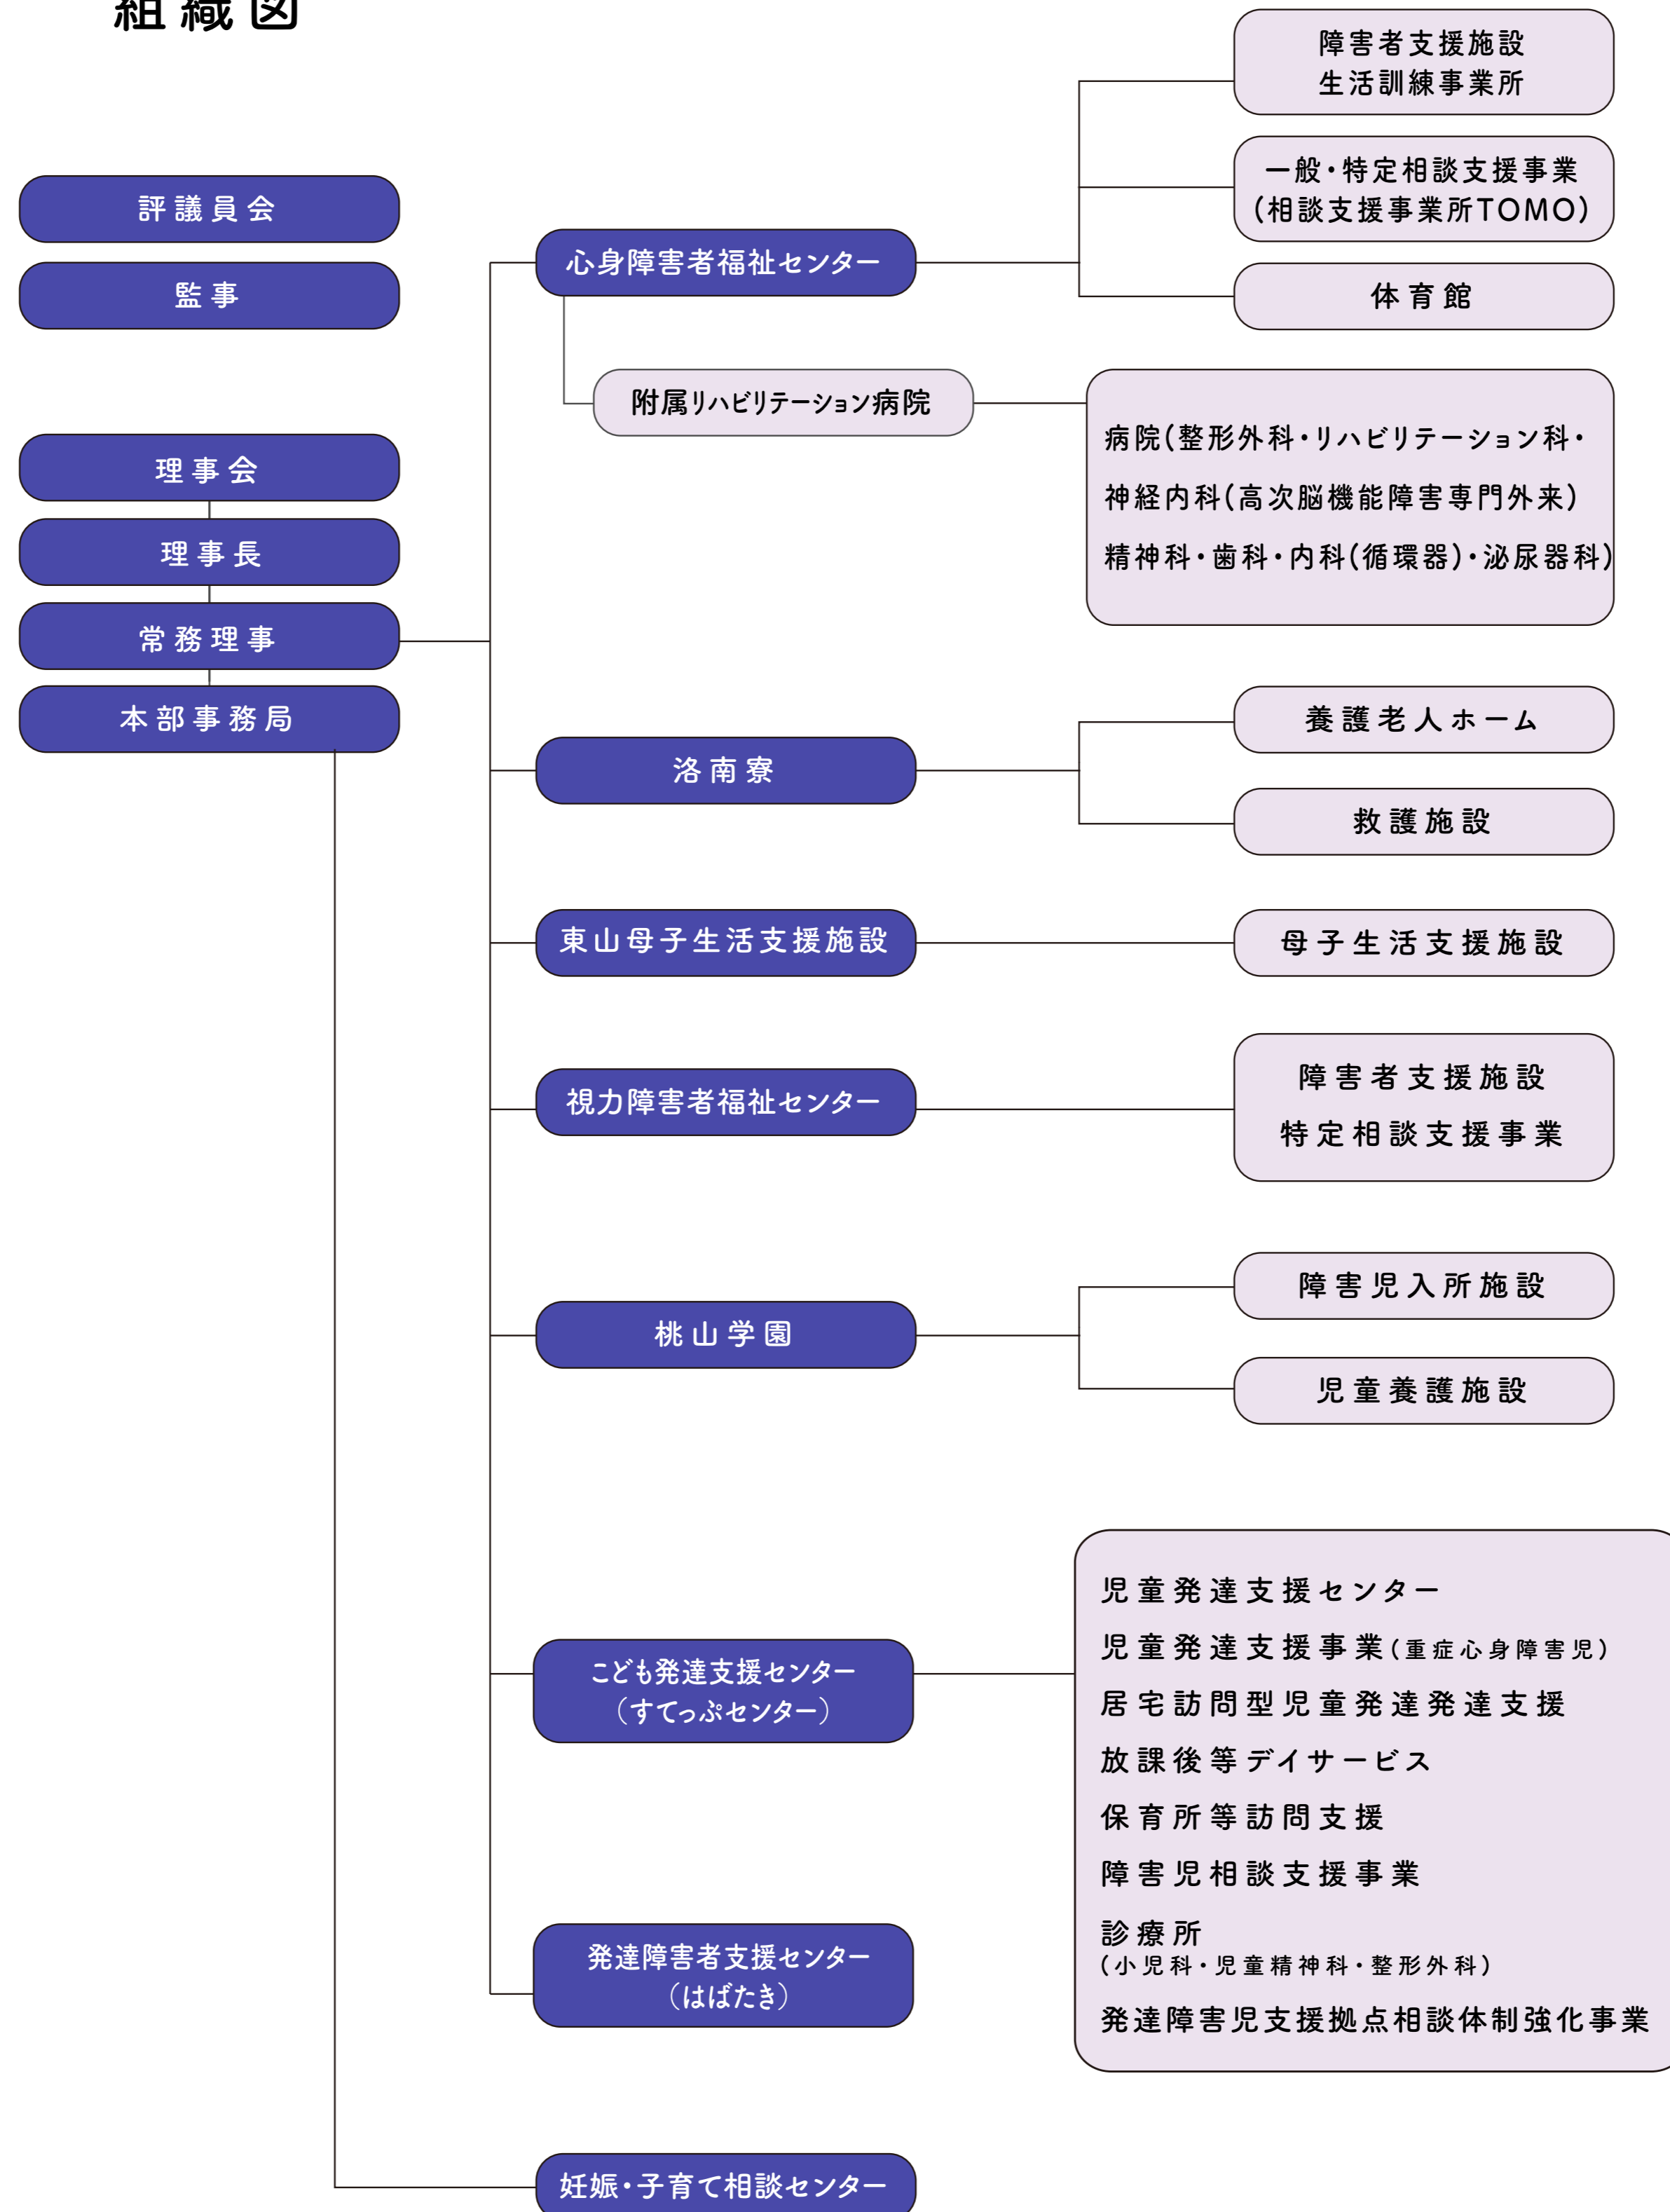 組織図
評議員会
監事
理事会
理事長
常務理事
本部事務局
心身障害者福祉センター
障害者支援施設
生活訓練事業所
一般・特定相談支援事業
(相談支援事業所TOMO)
体育館
附属リハビリテーション病院
病院(整形外科・リハビリテーション科・
神経内科(高次脳機能障害専門外来)
精神科・歯科・内科(循環器)・泌尿器科)
洛南寮
養護老人ホーム
救護施設
東山母子生活支援施設
母子生活支援施設
視力障害者福祉センター
障害者支援施設
特定相談支援事業
桃山学園
障害児入所施設
児童養護施設
こども発達支援センター
(すてっぷセンター)
児童発達支援センター
児童発達支援事業(重症心身障害児)
居宅訪問型児童発達発達支援
放課後等デイサービス
保育所等訪問支援
障害児相談支援事業
診療所
(小児科・児童精神科・整形外科)
発達障害児支援拠点相談体制強化事業
発達障害者支援センター
(はばたき)
妊娠・子育て相談センター